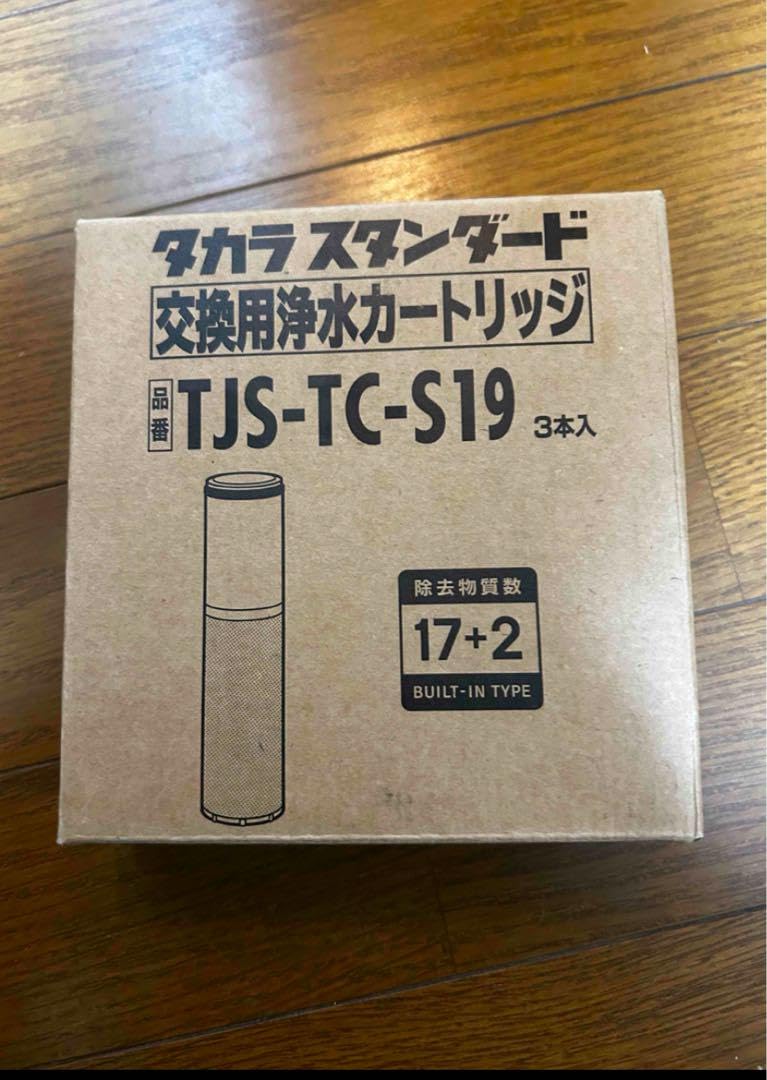 タカラスタンダード
交換用浄水カートリッジ
品番 TJS-TC-S19 3本入
除去物質数
17+2
BUILT-IN TYPE